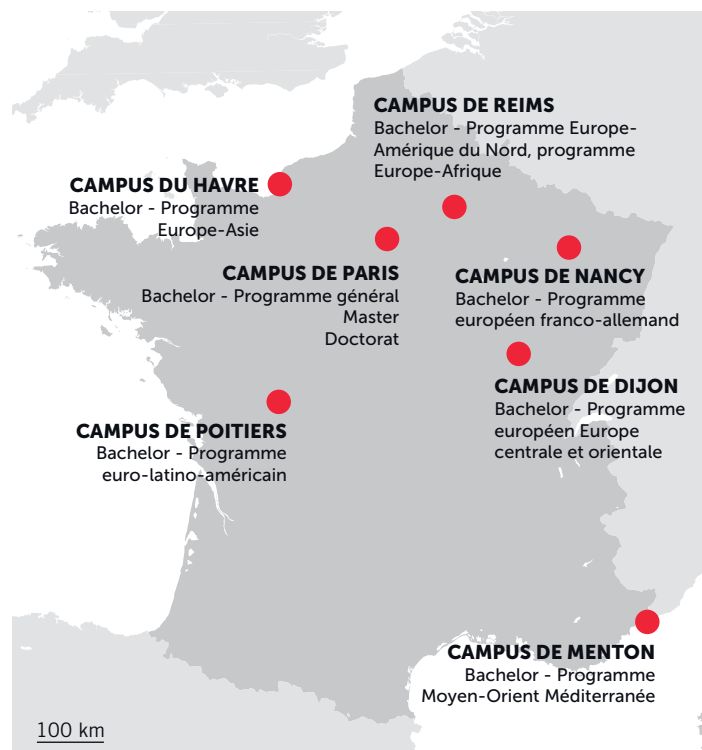 CAMPUS DE REIMS
Bachelor - Programme Europe-
Amérique du Nord, programme
Europe-Afrique
CAMPUS DU HAVRE
Bachelor - Programme
Europe-Asie
CAMPUS DE PARIS
Bachelor - Programme général
Master
Doctorat
CAMPUS DE NANCY
Bachelor - Programme
européen franco-allemand
CAMPUS DE DIJON
Bachelor - Programme
européen Europe
centrale et orientale
CAMPUS DE POITIERS
Bachelor - Programme
euro-latino-américain
CAMPUS DE MENTON
Bachelor - Programme
Moyen-Orient Méditerranée
100 km